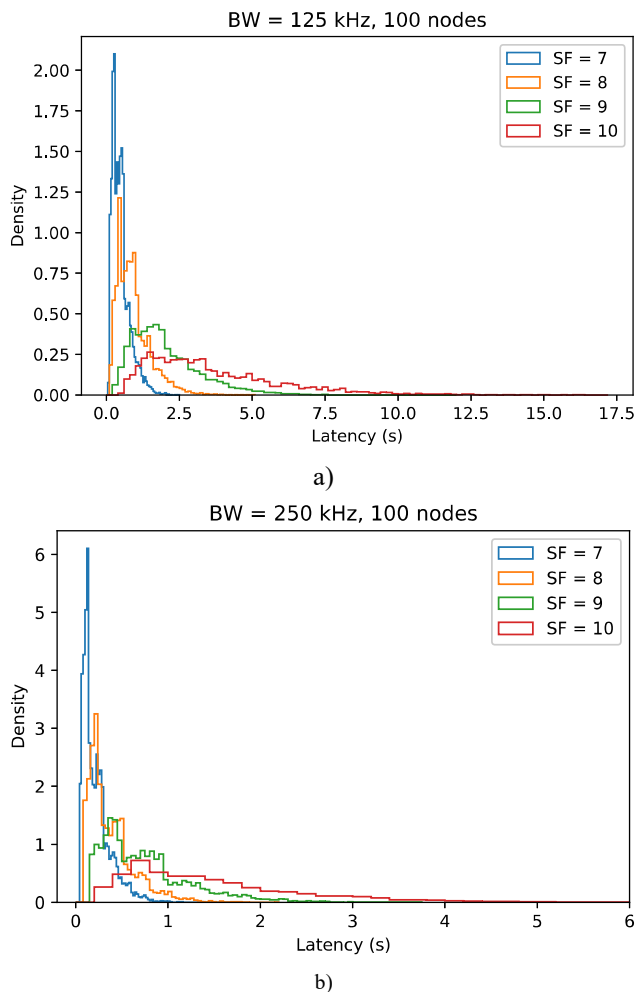 BW = 125 kHz, 100 nodes
SF = 7
SF = 8
SF = 9
SF = 10
Density
2.00
1.75
1.50
1.25
1.00
0.75
0.50
0.25
0.00
0.0 2.5 5.0 7.5 10.0 12.5 15.0 17.5
Latency (s)
a)
BW = 250 kHz, 100 nodes
SF = 7
SF = 8
SF = 9
SF = 10
Density
6
5
4
3
2
1
0
0 1 2 3 4 5 6
Latency (s)
b)